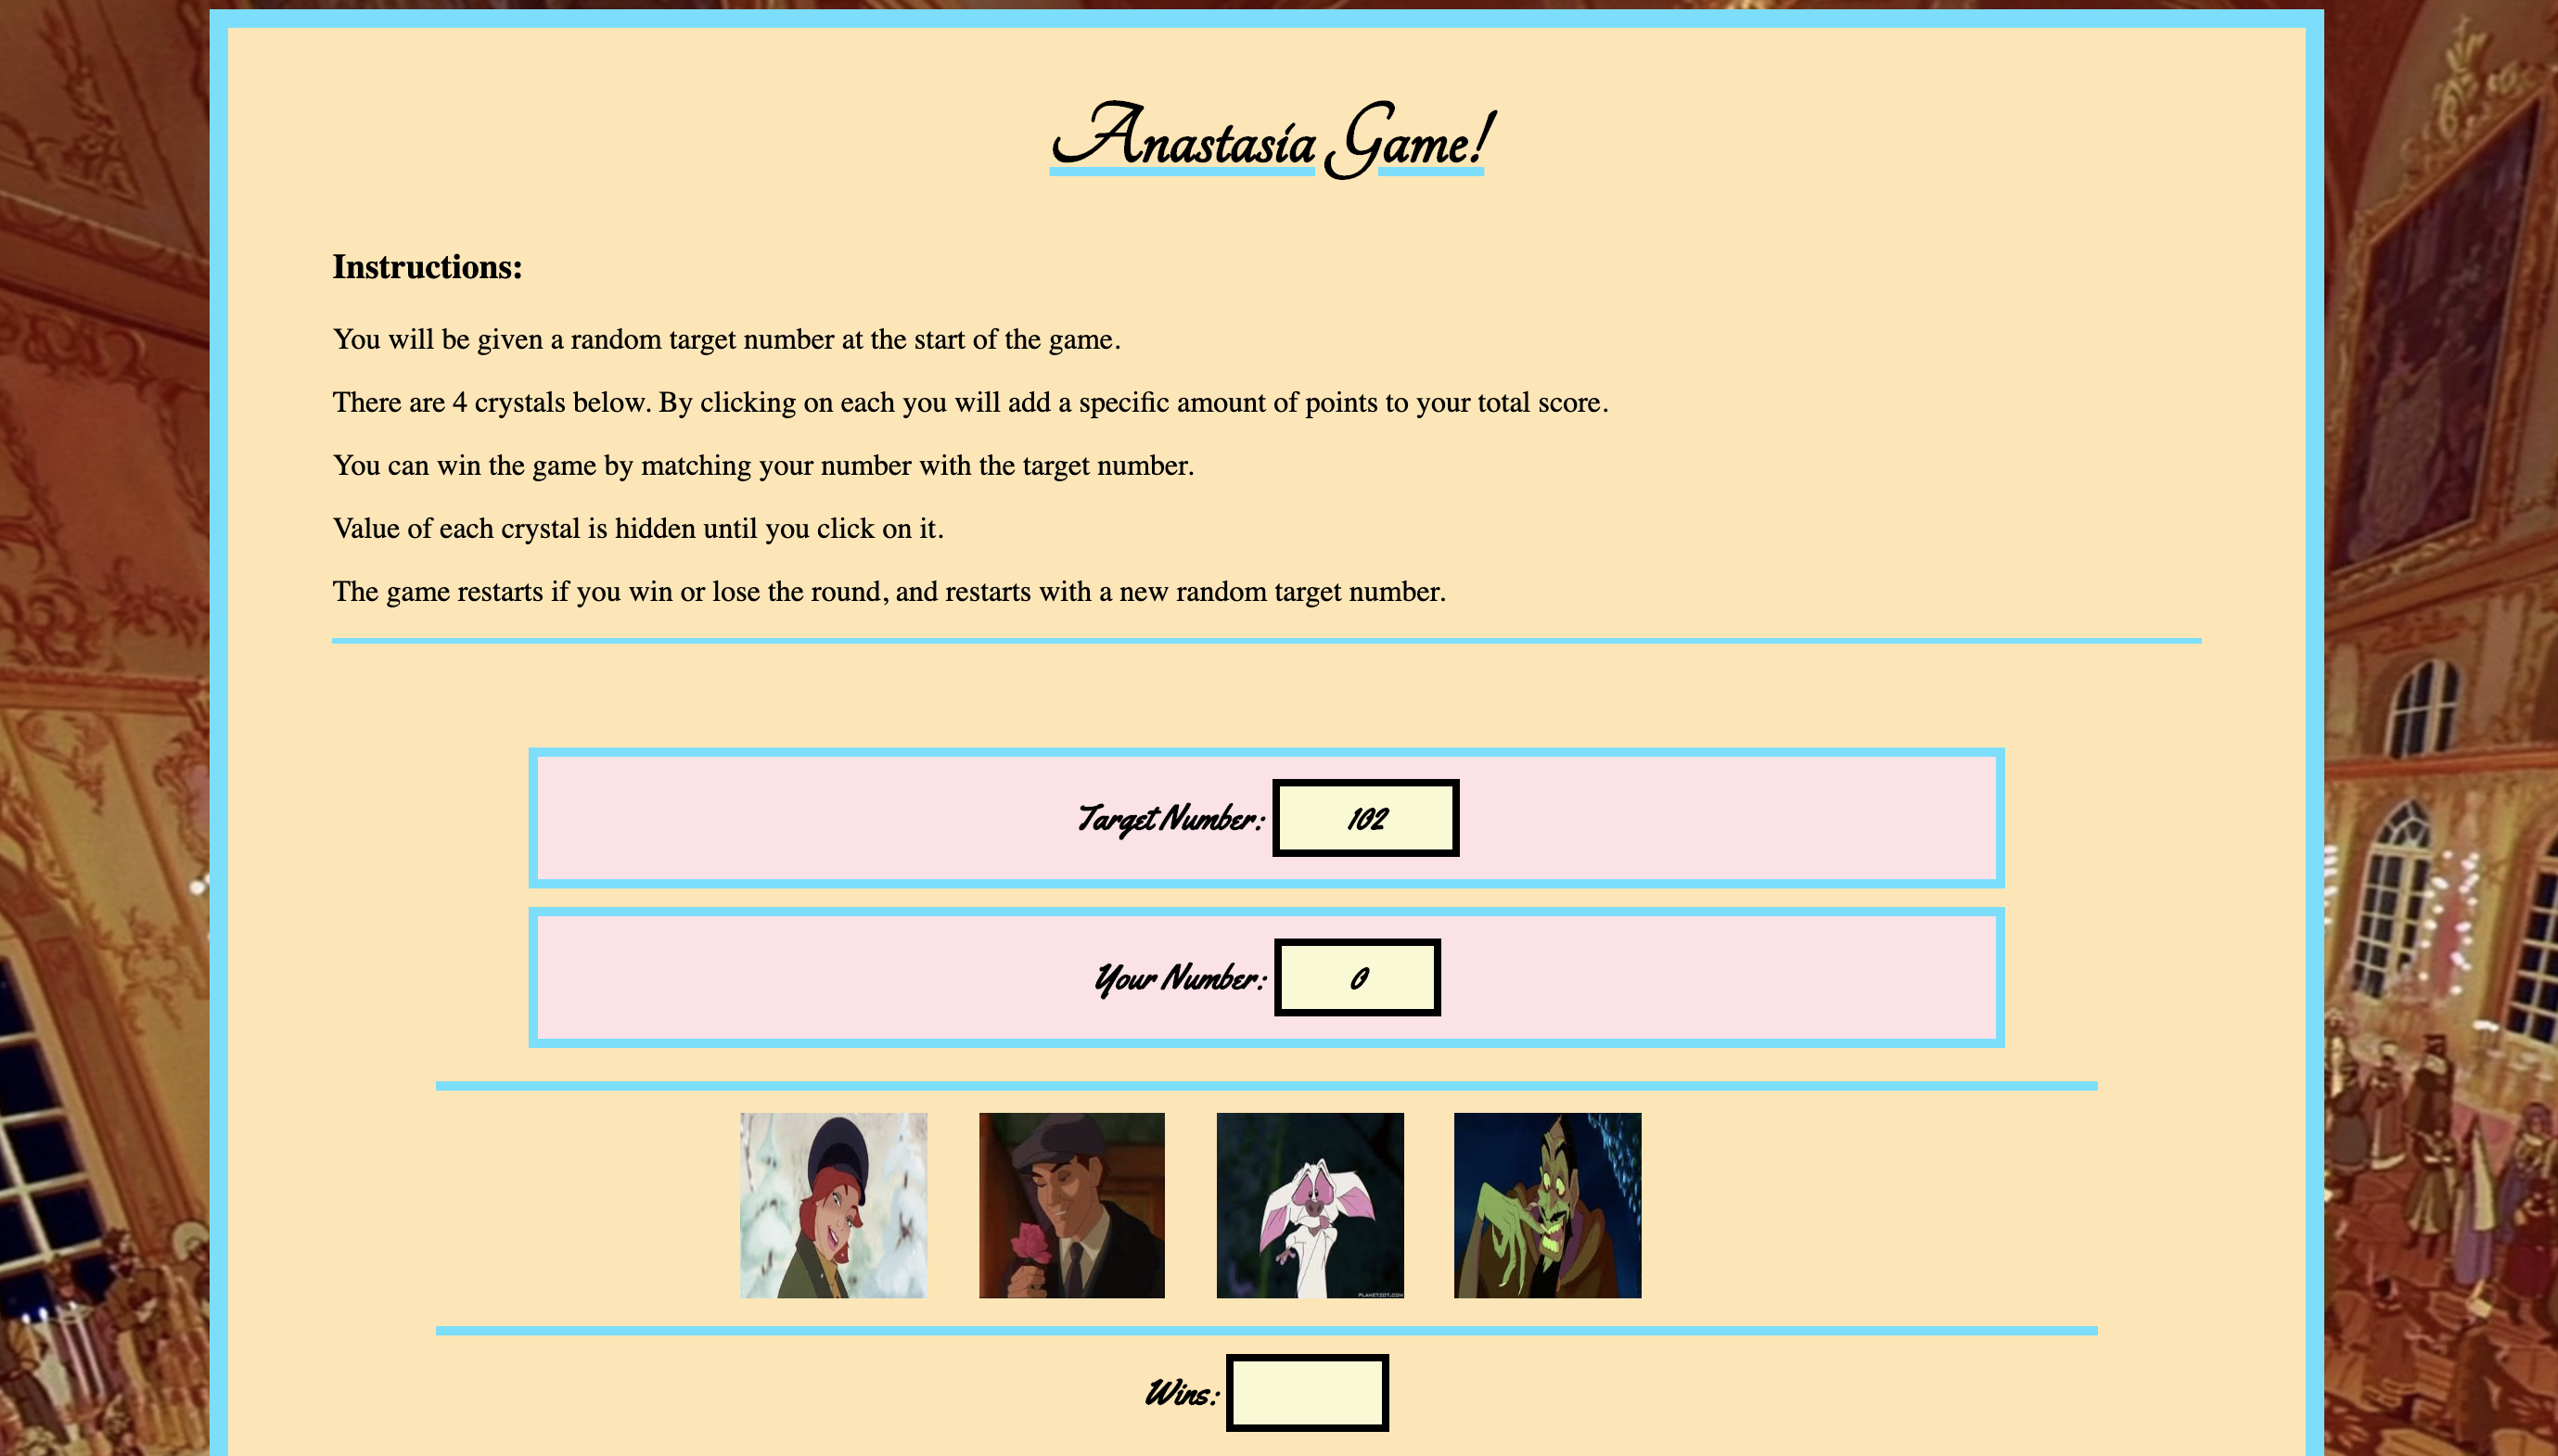 Anastasia Game!
Instructions:
You will be given a random target number at the start of the game.
There are 4 crystals below. By clicking on each you will add a specific amount of points to your total score.
You can win the game by matching your number with the target number.
Value of each crystal is hidden until you click on it.
The game restarts if you win or lose the round, and restarts with a new random target number.
Target Number: 102
Your Number: 0
PLANETZOT.COM
Wins: